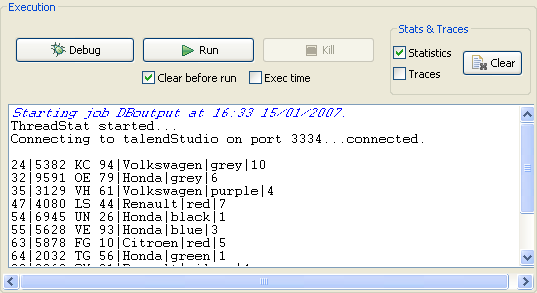 Execution
Stats & Traces
Debug
Run
Kill
Statistics
Clear
Clear before run
Exec time
Traces
Starting job DBoutput at 16:33 15/01/2007.
ThreadStat started...
Connecting to talendStudio on port 3334...connected.
24|5382 KC 94|Volkswagen|grey|10
32|9591 OE 79|Honda|grey|6
35|3129 VH 61|Volkswagen|purple|4
47|4080 LS 44|Renault|red|7
54|6945 UN 26|Honda|black|1
55|5628 VE 93|Honda|blue|3
63|5878 FG 10|Citroen|red|5
64|2032 TG 56|Honda|green|1